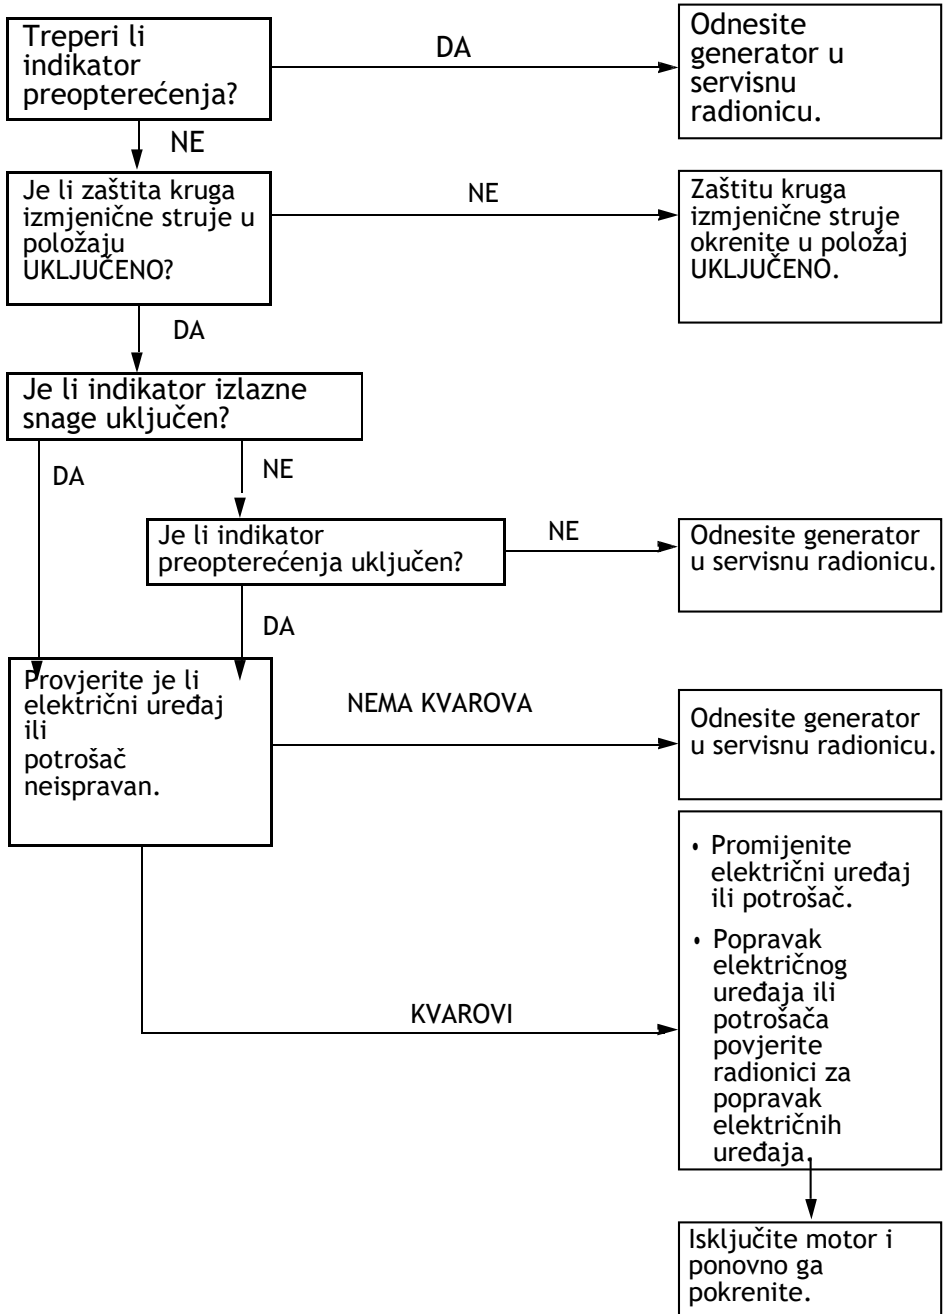 Treperi li
indikator
preopterećenja?
DA
Odnesite
generator u
servisnu
radionicu.
NE
Je li zaštita kruga
izmjenične struje u
položaju
UKLJUČENO?
NE
Zaštitu kruga
izmjenične struje
okrenite u položaj
UKLJUČENO.
DA
Je li indikator izlazne
snage uključen?
DA
NE
Je li indikator
preopterećenja uključen?
NE
Odnesite generator
u servisnu radionicu.
DA
Provjerite je li
električni uređaj
ili
potrošač
neispravan.
NEMA KVAROVA
Odnesite generator
u servisnu radionicu.
KVAROVI
• Promijenite
električni uređaj
ili potrošač.
• Popravak
električnog
uređaja ili
potrošača
povjerite
radionici za
popravak
električnih
uređaja.
Isključite motor i
ponovno ga
pokrenite.